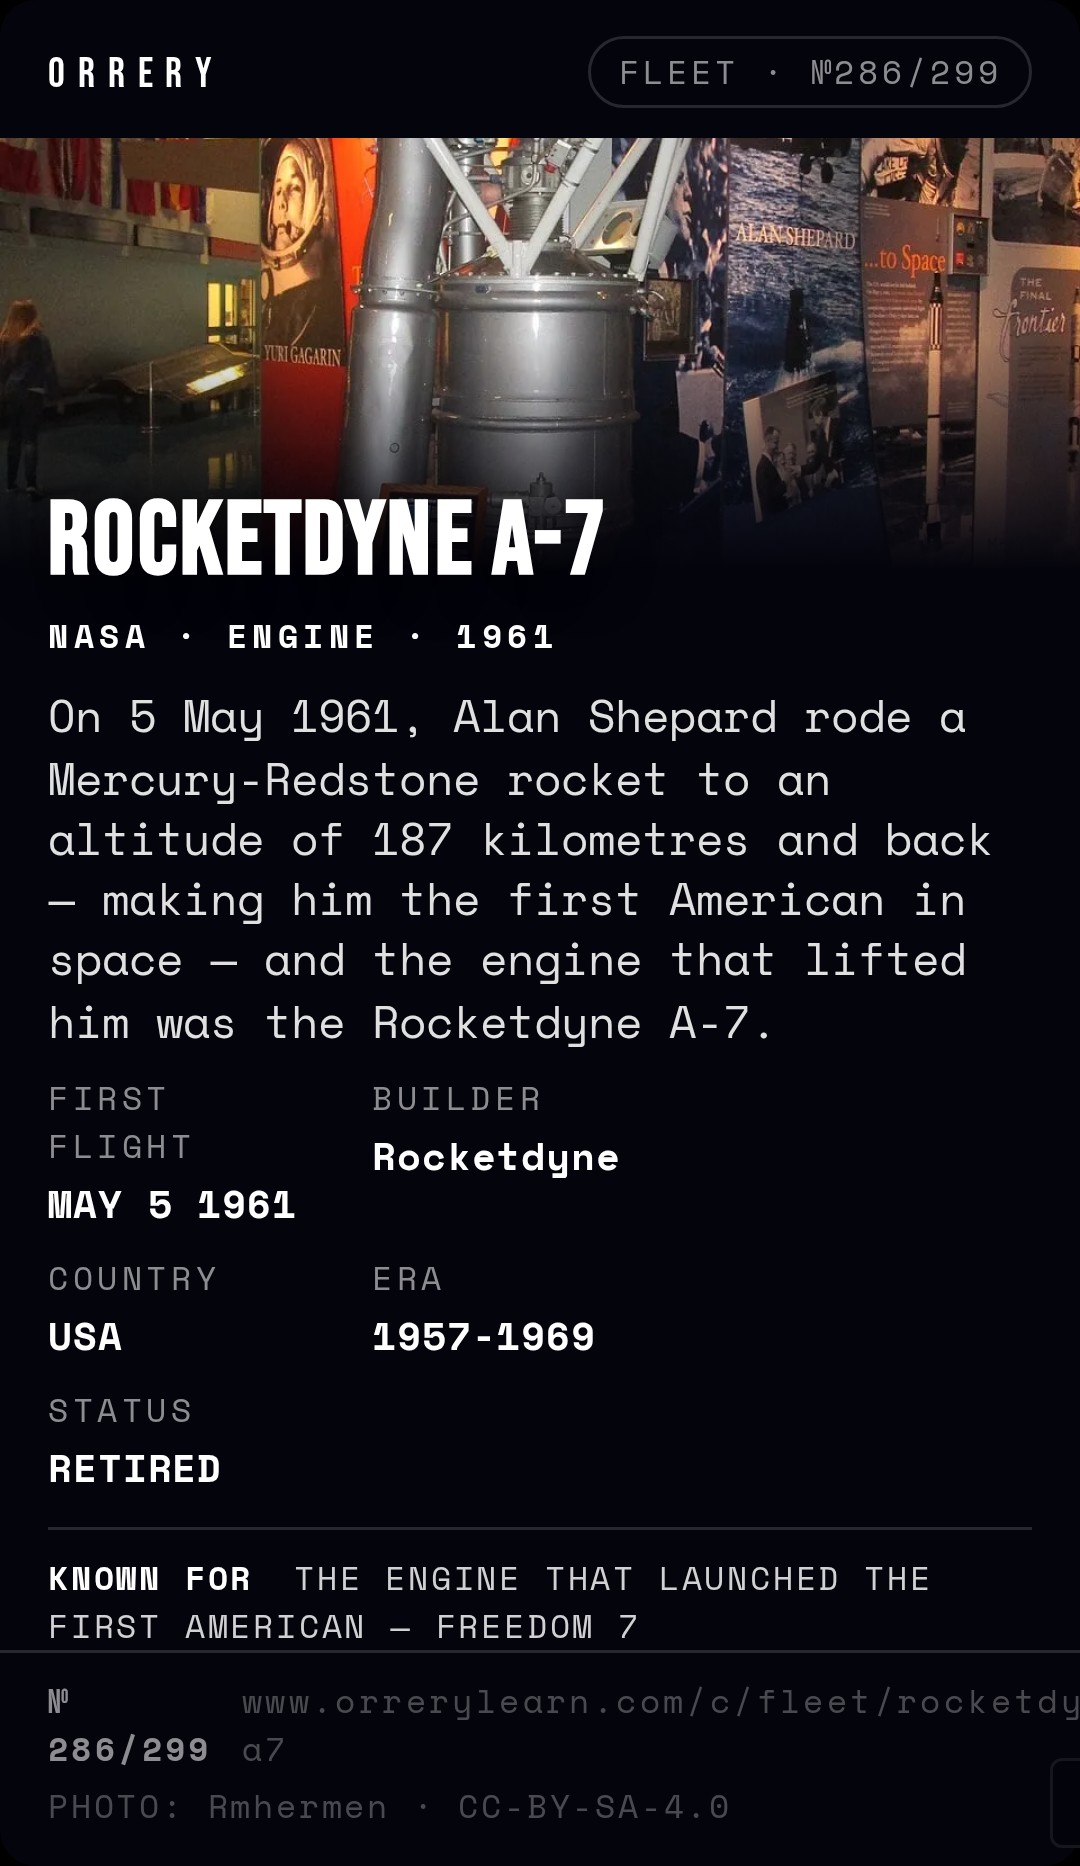 ORRERY
FLEET · №286/299
YURI GAGARIN
ALAN SHEPARD
...to Space
THE
FINAL
Frontier
ROCKETDYNE A-7
NASA · ENGINE · 1961
On 5 May 1961, Alan Shepard rode a
Mercury-Redstone rocket to an
altitude of 187 kilometres and back
— making him the first American in
space — and the engine that lifted
him was the Rocketdyne A-7.
FIRST
FLIGHT
MAY 5 1961
BUILDER
Rocketdyne
COUNTRY
USA
ERA
1957-1969
STATUS
RETIRED
KNOWN FOR THE ENGINE THAT LAUNCHED THE
FIRST AMERICAN — FREEDOM 7
№
286/299
www.orrerylearn.com/c/fleet/rocketdy
a7
PHOTO: Rmhermen · CC-BY-SA-4.0